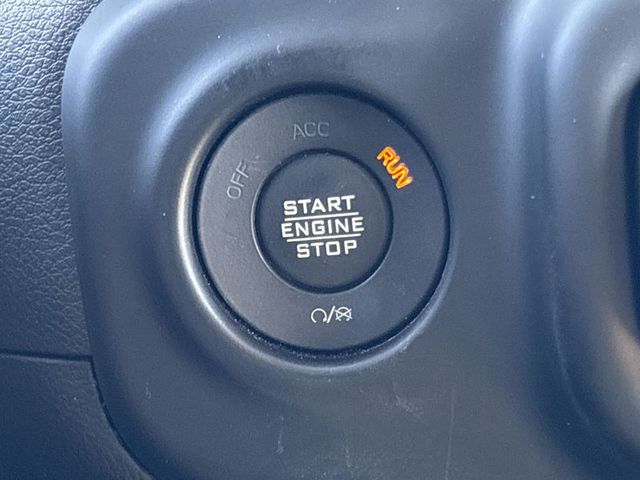 ACC
OFF
RUN
START
ENGINE
STOP